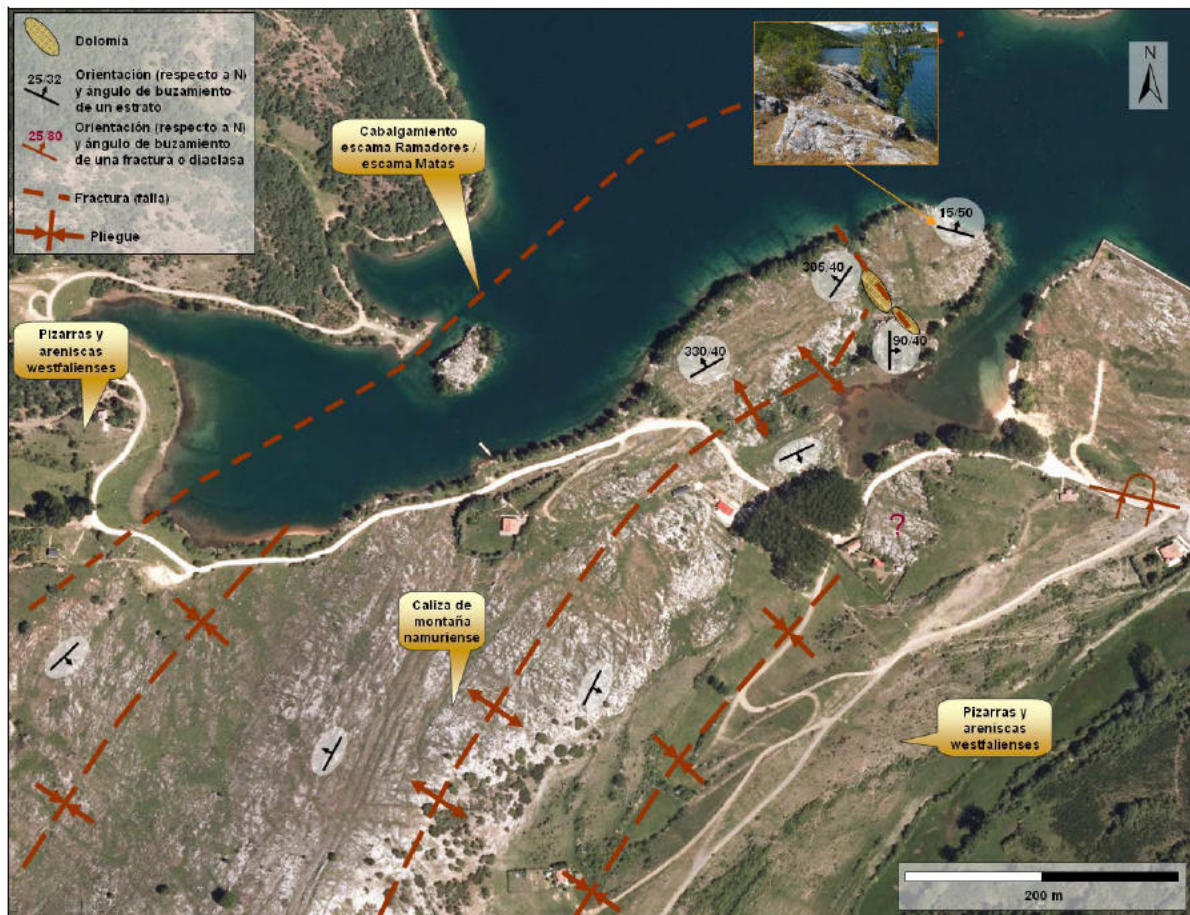 Dolomía
25/32
Orientación (respecto a N)
y ángulo de buzamiento
de un estrato
25/80
Orientación (respecto a N)
y ángulo de buzamiento
de una fractura o diaclasa
Fractura (falla)
Pliegue
Cabalgamiento
escama Ramadores /
escama Matas
N
15/50
305/40
90/40
330/40
Pizarras y
areniscas
westfalienses
?
Caliza de
montaña
namuriense
Pizarras y
areniscas
westfalienses
200 m